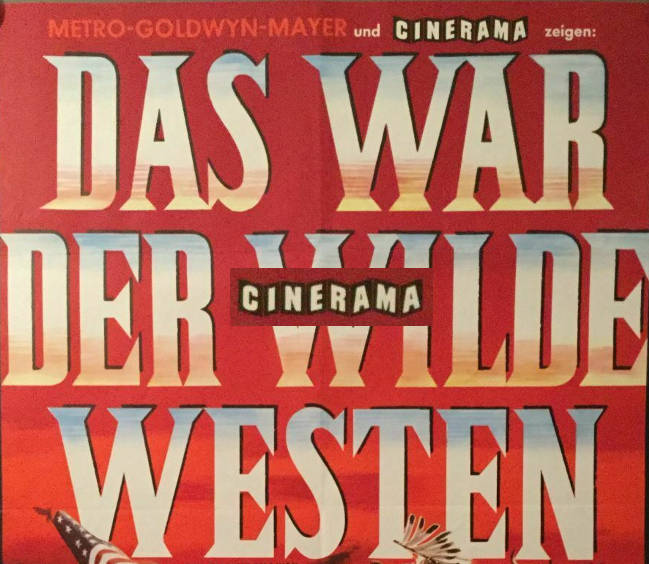 METRO-GOLDWYN-MAYER und CINERAMA zeigen:
DAS WAR
DER WILDE
CINERAMA
WESTEN